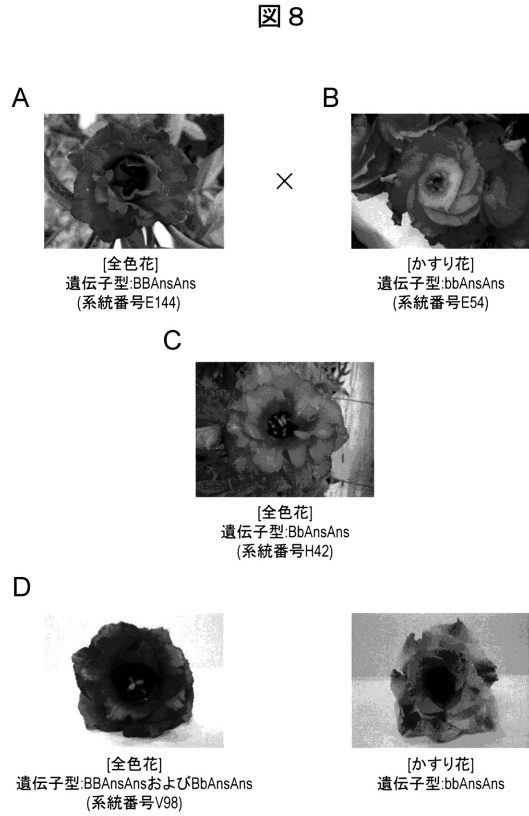 図8
A
B
×
[全色花]
遺伝子型:BBAnsAns
(系統番号E144)
[かすり花]
遺伝子型:bbAnsAns
(系統番号E54)
C
[全色花]
遺伝子型:BbAnsAns
(系統番号H42)
D
[全色花]
遺伝子型:BBAnsAnsおよびBbAnsAns
(系統番号V98)
[かすり花]
遺伝子型:bbAnsAns